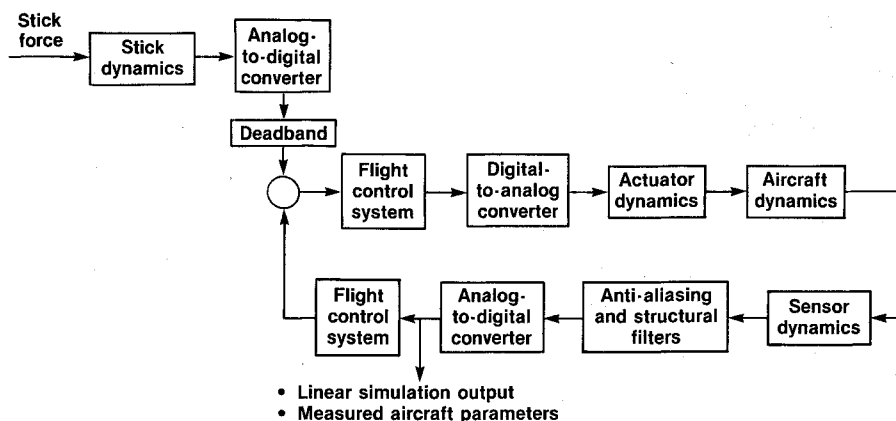 Stick
force
Stick
dynamics
Analog-
to-digital
converter
Deadband
Flight
control
system
Digital-
to-analog
converter
Actuator
dynamics
Aircraft
dynamics
Flight
control
system
Analog-
to-digital
converter
Anti-aliasing
and structural
filters
Sensor
dynamics
• Linear simulation output
• Measured aircraft parameters